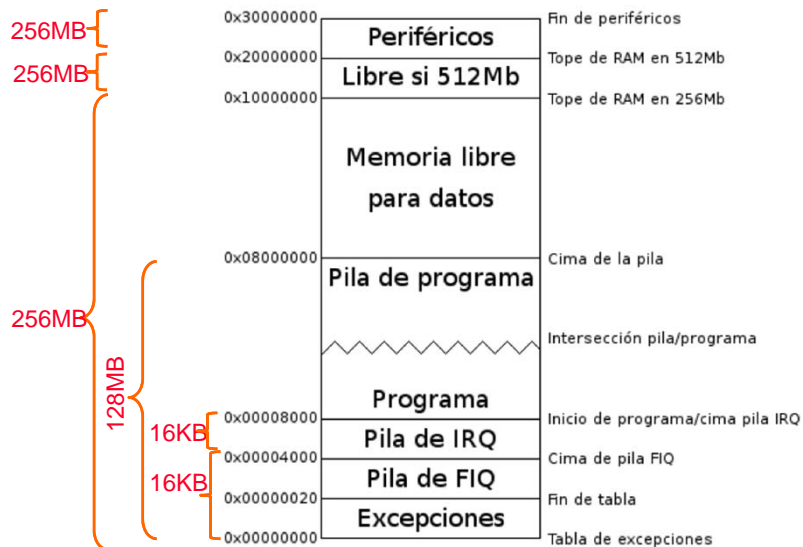 0x30000000
Fin de periféricos
256MB
Periféricos
0x20000000
Tope de RAM en 512Mb
256MB
Libre si 512Mb
0x10000000
Tope de RAM en 256Mb
Memoria libre
para datos
0x08000000
Cima de la pila
Pila de programa
256MB
Intersección pila/programa
128MB
Programa
0x00008000
Inicio de programa/cima pila IRQ
16KB
Pila de IRQ
0x00004000
Cima de pila FIQ
16KB
Pila de FIQ
0x00000020
Fin de tabla
Excepciones
0x00000000
Tabla de excepciones